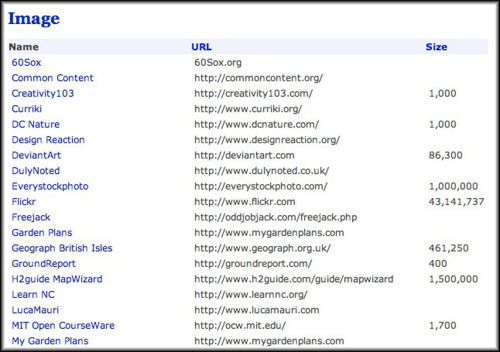 Image
Name URL Size
60Sox 60Sox.org
Common Content http://commoncontent.org/
Creativity103 http://creativity103.com/ 1,000
Curriki http://www.curriki.org/
DC Nature http://www.dcnature.com/ 1,000
Design Reaction http://www.designreaction.org/
DeviantArt http://deviantart.com 86,300
DulyNoted http://www.dulynoted.co.uk/
Everystockphoto http://everystockphoto.com/ 1,000,000
Flickr http://www.flickr.com 43,141,737
Freejack http://oddjobjack.com/freejack.php
Garden Plans http://www.mygardenplans.com
Geograph British Isles http://www.geograph.org.uk/ 461,250
GroundReport http://groundreport.com/ 400
H2guide MapWizard http://www.h2guide.com/guide/mapwizard 1,500,000
Learn NC http://www.learnnc.org/
LucaMauri http://www.lucamauri.com
MIT Open CourseWare http://ocw.mit.edu/ 1,700
My Garden Plans http://www.mygardenplans.com